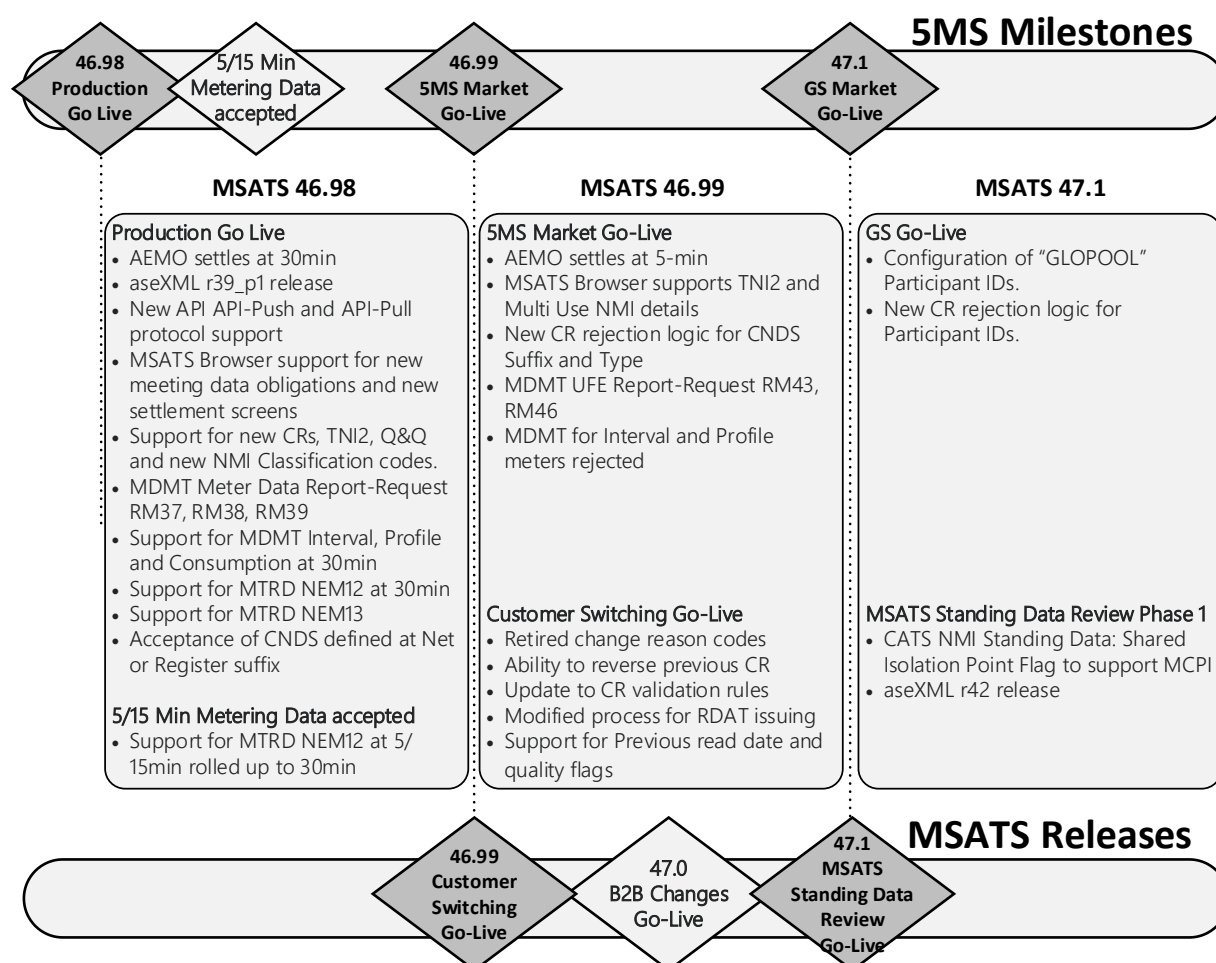 5MS Milestones
46.98
Production
Go Live
5/15 Min
Metering Data
accepted
46.99
5MS Market
Go-Live
47.1
GS Market
Go-Live
MSATS 46.98
Production Go Live
• AEMO settles at 30min
• aseXML r39_p1 release
• New API API-Push and API-Pull
protocol support
• MSATS Browser support for new
meeting data obligations and new
settlement screens
• Support for new CRs, TNI2, Q&Q
and new NMI Classification codes.
• MDMT Meter Data Report-Request
RM37, RM38, RM39
• Support for MDMT Interval, Profile
and Consumption at 30min
• Support for MTRD NEM12 at 30min
• Support for MTRD NEM13
• Acceptance of CNDS defined at Net
or Register suffix
5/15 Min Metering Data accepted
• Support for MTRD NEM12 at 5/
15min rolled up to 30min
MSATS 46.99
5MS Market Go-Live
• AEMO settles at 5-min
• MSATS Browser supports TNI2 and
Multi Use NMI details
• New CR rejection logic for CNDS
Suffix and Type
• MDMT UFE Report-Request RM43,
RM46
• MDMT for Interval and Profile
meters rejected
Customer Switching Go-Live
• Retired change reason codes
• Ability to reverse previous CR
• Update to CR validation rules
• Modified process for RDAT issuing
• Support for Previous read date and
quality flags
MSATS 47.1
GS Go-Live
• Configuration of “GLOPOOL”
Participant IDs.
• New CR rejection logic for
Participant IDs.
MSATS Standing Data Review Phase 1
• CATS NMI Standing Data: Shared
Isolation Point Flag to support MCPI
• aseXML r42 release
MSATS Releases
46.99
Customer
Switching
Go-Live
47.0
B2B Changes
Go-Live
47.1
MSATS
Standing Data
Review
Go-Live